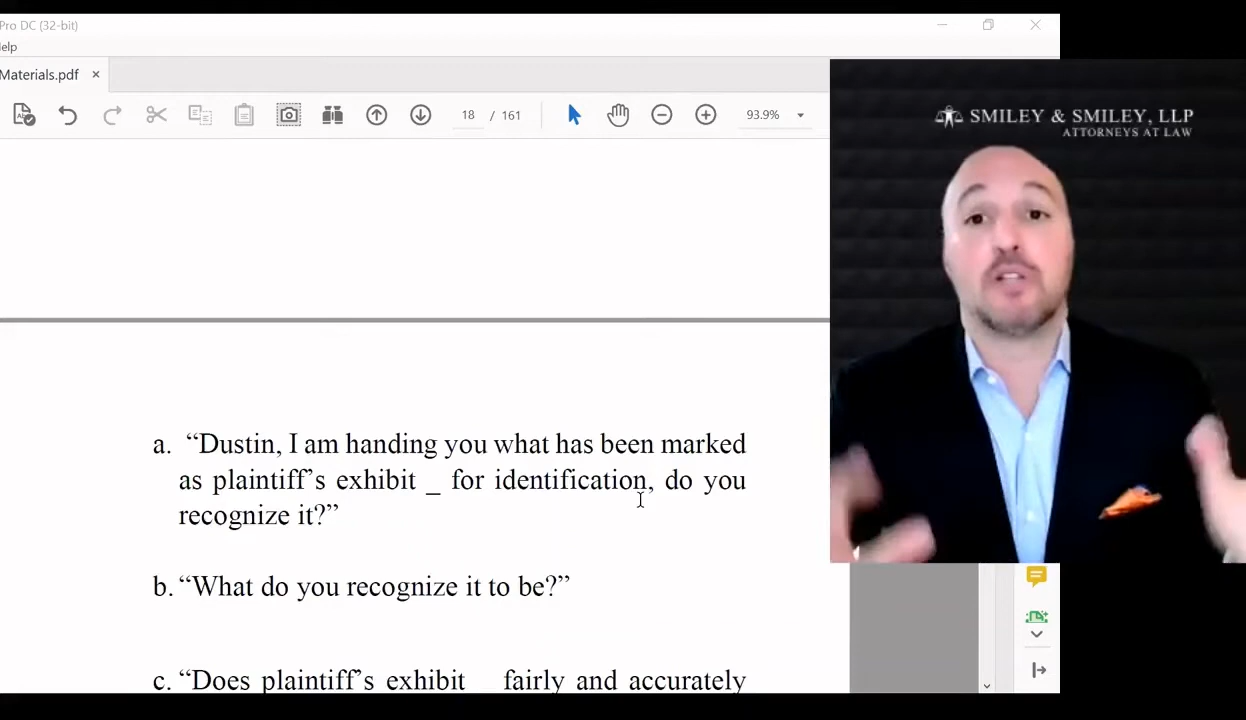 Pro DC (32-bit)
elp
Materials.pdf ×
18 / 161
93.9%
SMILEY & SMILEY, LLP
ATTORNEYS AT LAW
a. “Dustin, I am handing you what has been marked
as plaintiff’s exhibit _ for identification, do you
recognize it?”
b. “What do you recognize it to be?”
c. “Does plaintiff’s exhibit _ fairly and accurately